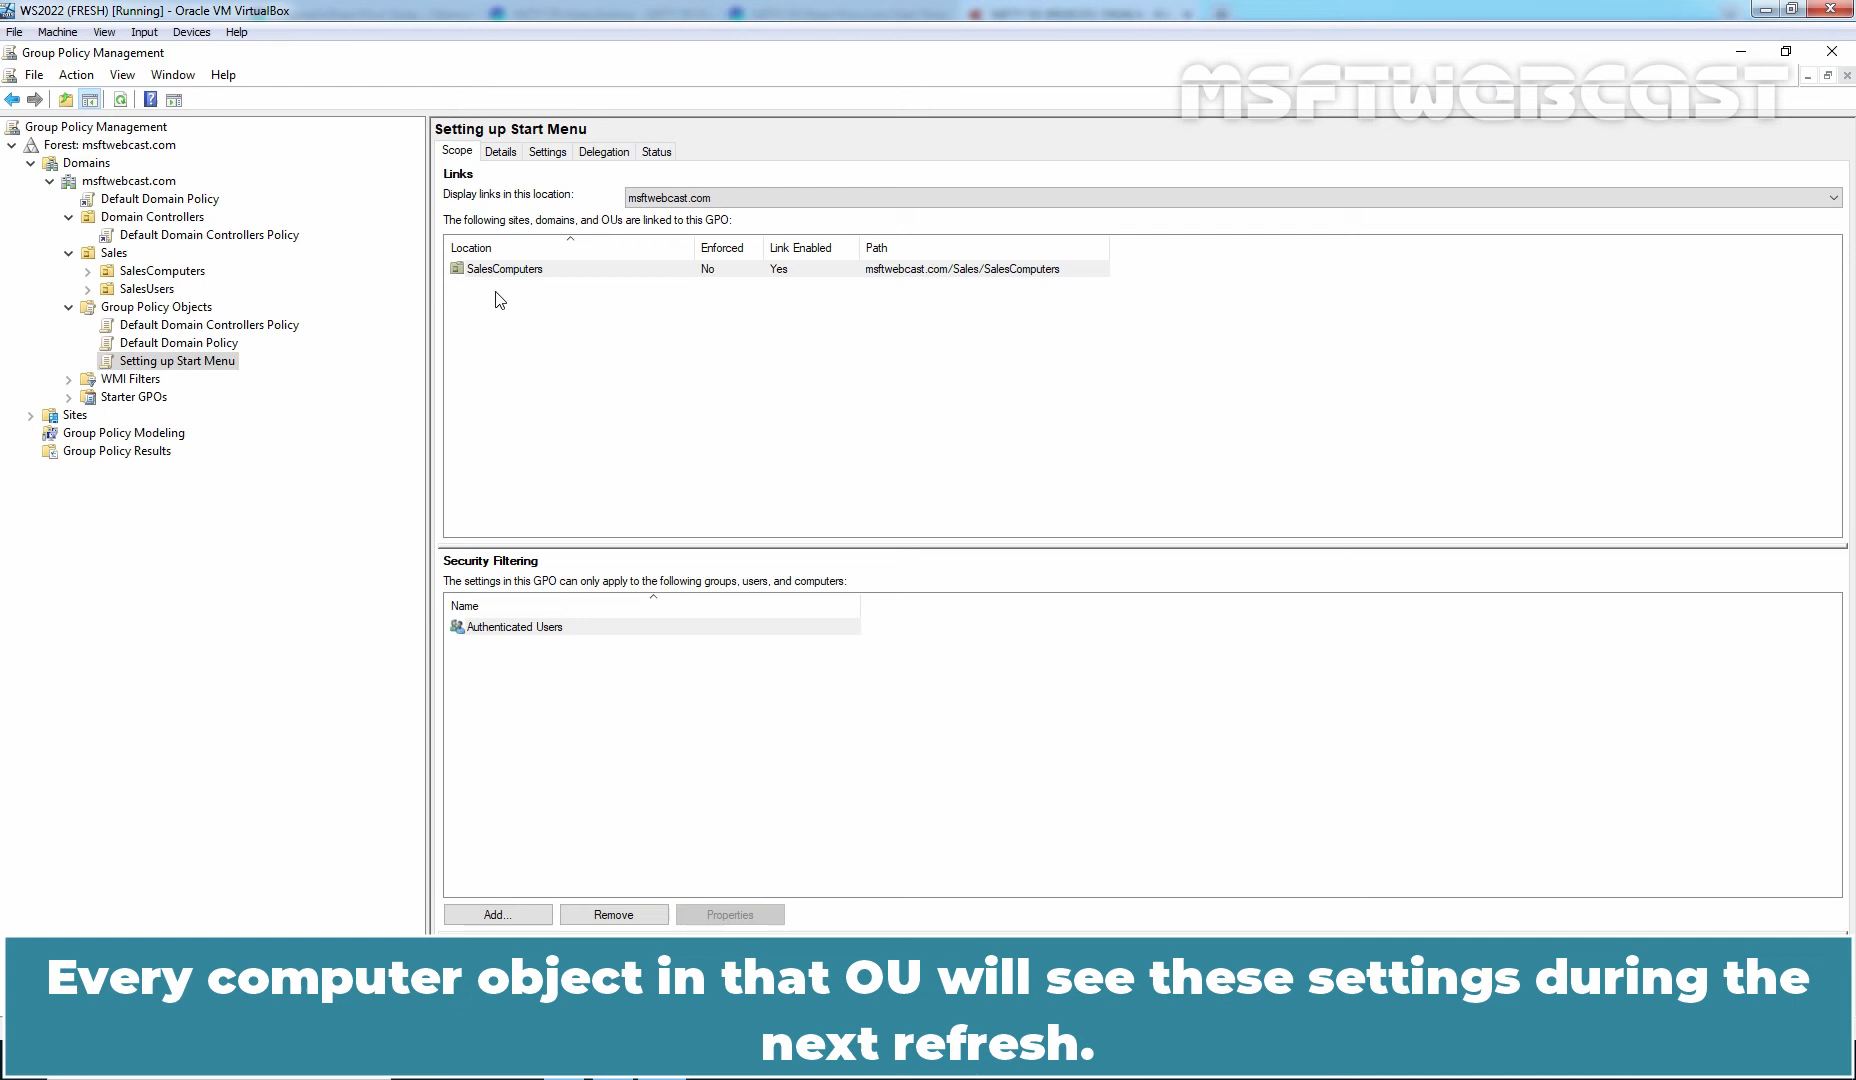 WS2022 (FRESH) [Running] - Oracle VM VirtualBox
File Machine View Input Devices Help
Group Policy Management
File Action View Window Help
MSFTWEBCAST
Group Policy Management
Forest: msftwebcast.com
Domains
msftwebcast.com
Default Domain Policy
Domain Controllers
Default Domain Controllers Policy
Sales
SalesComputers
SalesUsers
Group Policy Objects
Default Domain Controllers Policy
Default Domain Policy
Setting up Start Menu
WMI Filters
Starter GPOs
Sites
Group Policy Modeling
Group Policy Results
Setting up Start Menu
Scope Details Settings Delegation Status
Links
Display links in this location: msftwebcast.com
The following sites, domains, and OUs are linked to this GPO:
Location Enforced Link Enabled Path
SalesComputers No Yes msftwebcast.com/Sales/SalesComputers
Security Filtering
The settings in this GPO can only apply to the following groups, users, and computers:
Name
Authenticated Users
Add... Remove Properties
Every computer object in that OU will see these settings during the
next refresh.